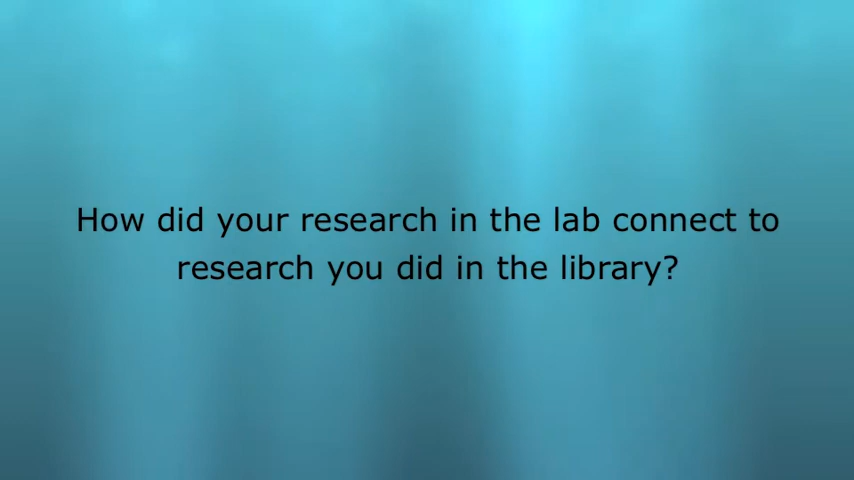 How did your research in the lab connect to
research you did in the library?